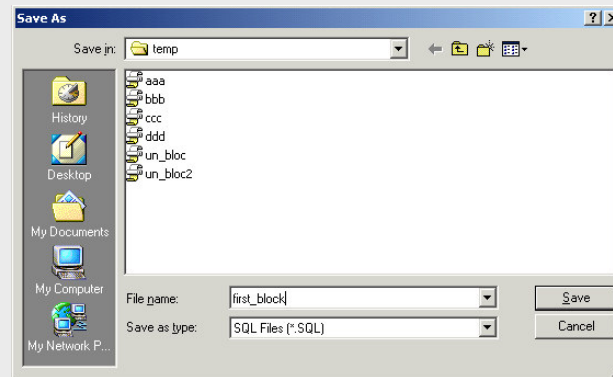 Save As
Save in: temp
History
Desktop
My Documents
My Computer
My Network P...
aaa
bbb
ccc
ddd
un_bloc
un_bloc2
File name: first_block Save
Save as type: SQL Files (*.SQL) Cancel